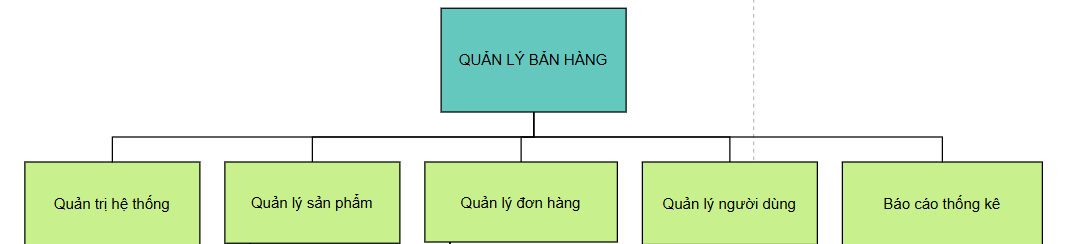 QUẢN LÝ BÁN HÀNG
Quản trị hệ thống
Quản lý sản phẩm
Quản lý đơn hàng
Quản lý người dùng
Báo cáo thống kê